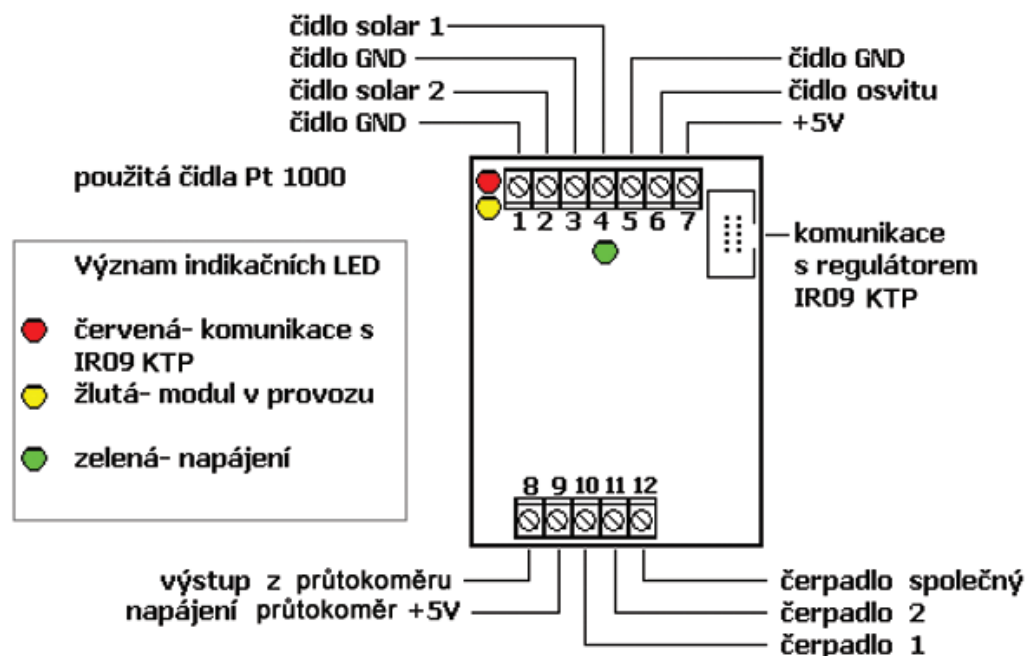 čidlo solar 1
čidlo GND
čidlo solar 2
čidlo GND
čidlo GND
čidlo osvitu
+5V
použitá čidla Pt 1000
1 2 3 4 5 6 7
komunikace
s regulátorem
IR09 KTP
Význam indikačních LED
červená- komunikace s
IR09 KTP
žlutá- modul v provozu
zelená- napájení
8 9 10 11 12
výstup z průtokoměru
napájení průtokoměr +5V
čerpadlo společný
čerpadlo 2
čerpadlo 1